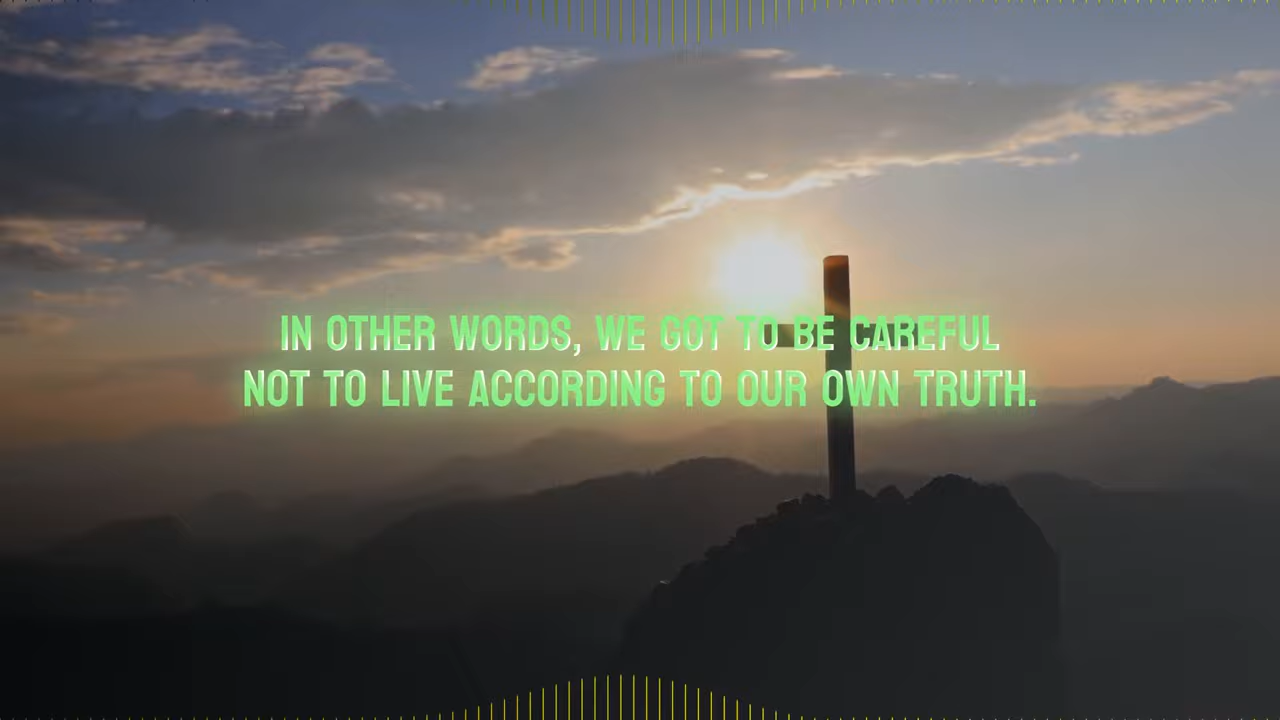 IN OTHER WORDS, WE GOT TO BE CAREFUL
NOT TO LIVE ACCORDING TO OUR OWN TRUTH.